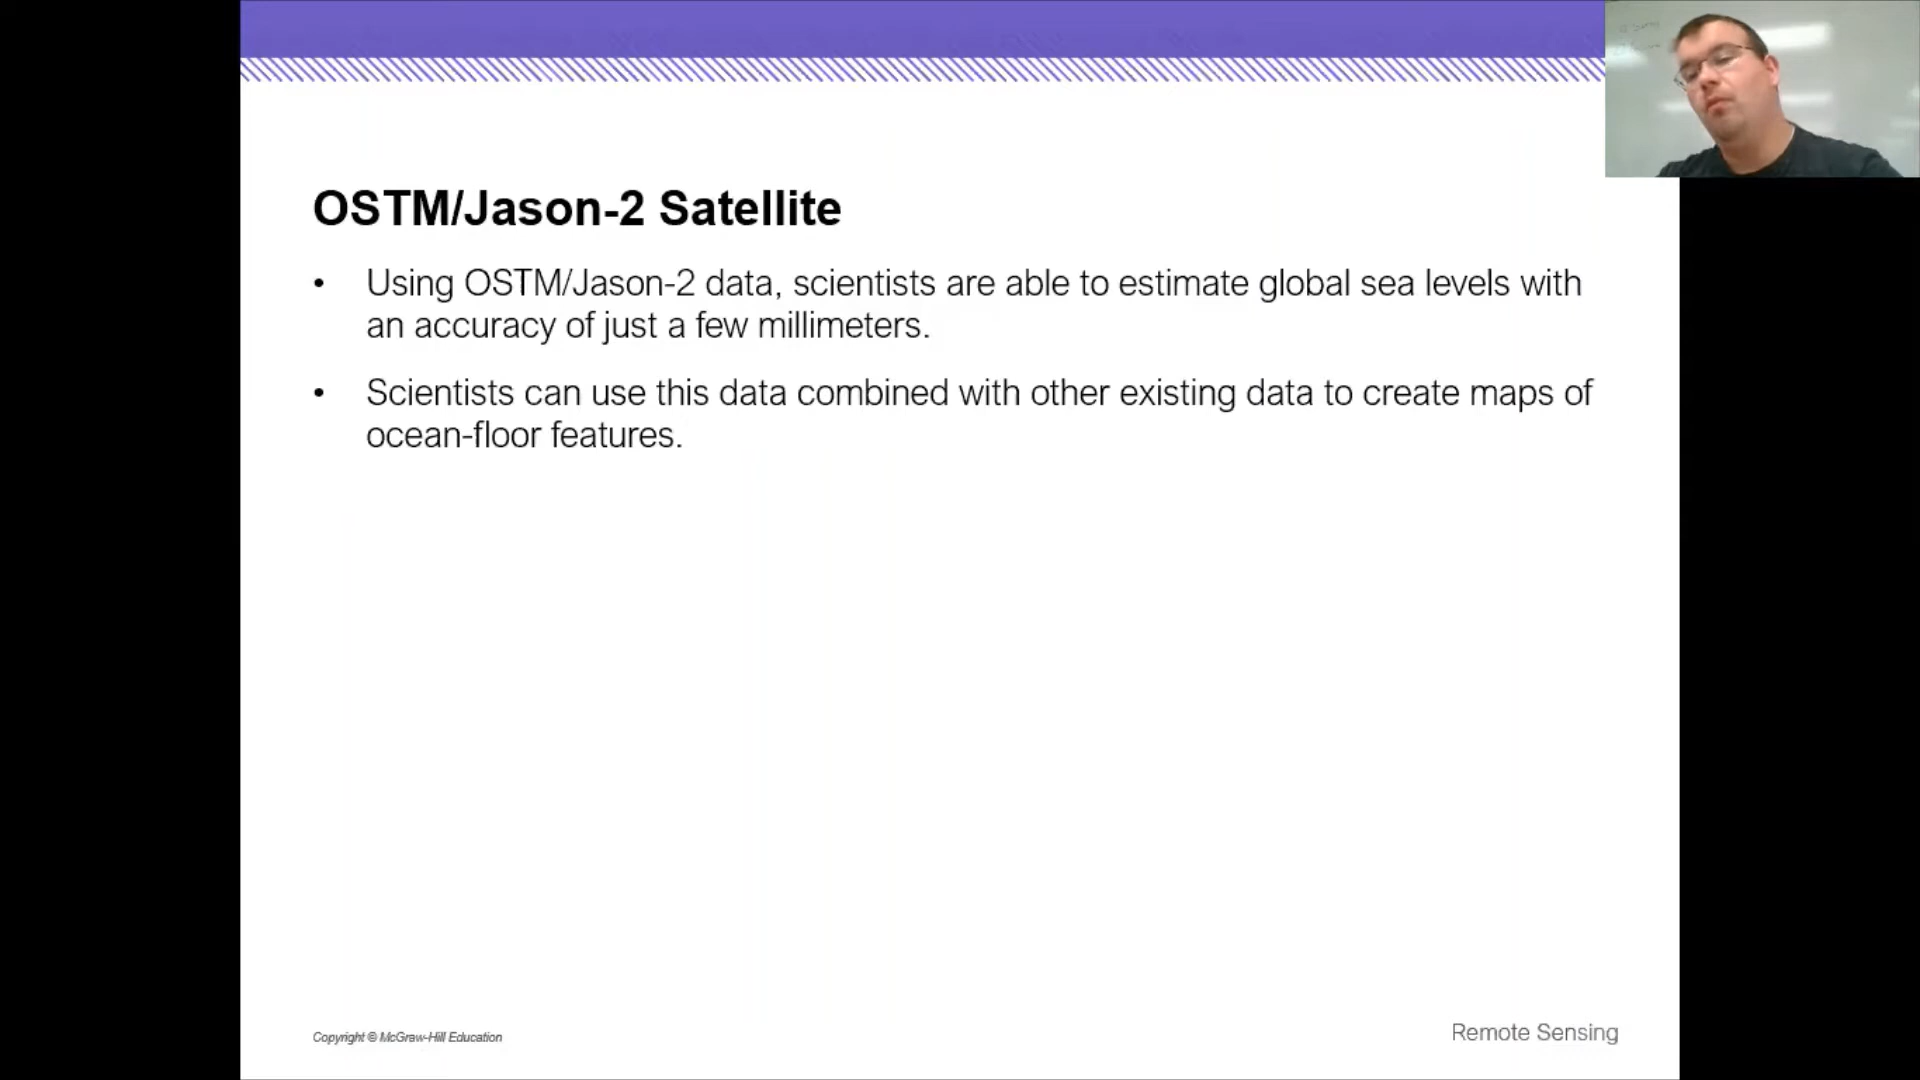 OSTM/Jason-2 Satellite
• Using OSTM/Jason-2 data, scientists are able to estimate global sea levels with
an accuracy of just a few millimeters.
• Scientists can use this data combined with other existing data to create maps of
ocean-floor features.
Copyright © McGraw-Hill Education
Remote Sensing